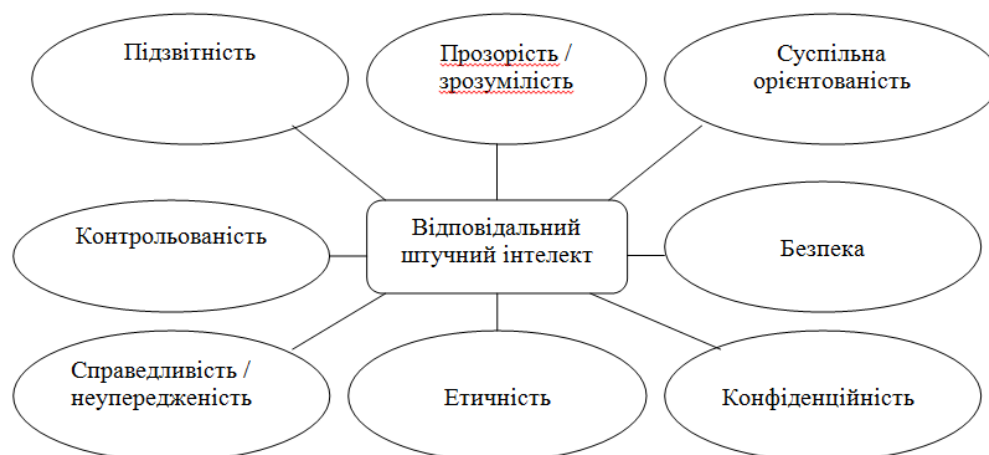 Підзвітність
Прозорість /
зрозумілість
Суспільна
орієнтованість
Контрольованість
Відповідальний
штучний інтелект
Безпека
Справедливість /
неупередженість
Етичність
Конфіденційність